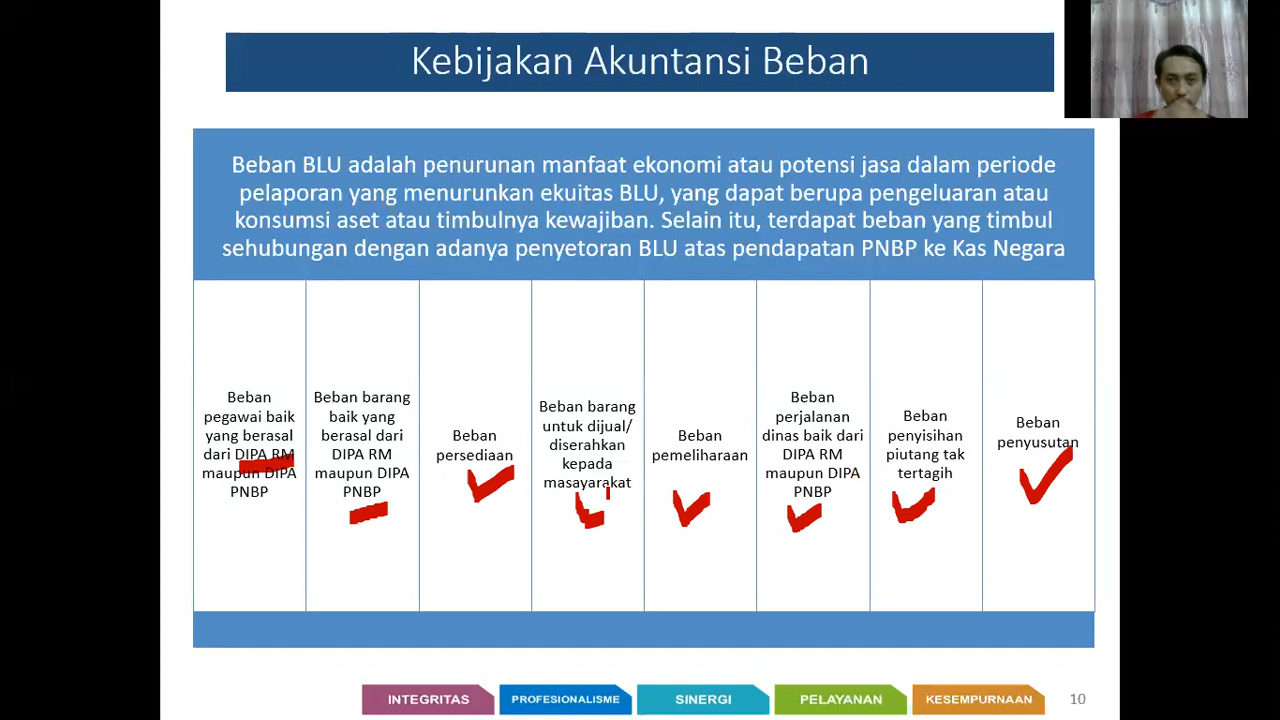 Kebijakan Akuntansi Beban
Beban BLU adalah penurunan manfaat ekonomi atau potensi jasa dalam periode
pelaporan yang menurunkan ekuitas BLU, yang dapat berupa pengeluaran atau
konsumsi aset atau timbulnya kewajiban. Selain itu, terdapat beban yang timbul
sehubungan dengan adanya penyetoran BLU atas pendapatan PNBP ke Kas Negara
Beban
pegawai baik
yang berasal
dari DIPA RM
maupun DIPA
PNBP
Beban barang
baik yang
berasal dari
DIPA RM
maupun DIPA
PNBP
Beban
persediaan
Beban barang
untuk dijual/
diserahkan
kepada
masayarakat
Beban
pemeliharaan
Beban
perjalanan
dinas baik dari
DIPA RM
maupun DIPA
PNBP
Beban
penyisihan
piutang tak
tertagih
Beban
penyusutan
INTEGRITAS
PROFESIONALISME
SINERGI
PELAYANAN
KESEMPURNAAN
10